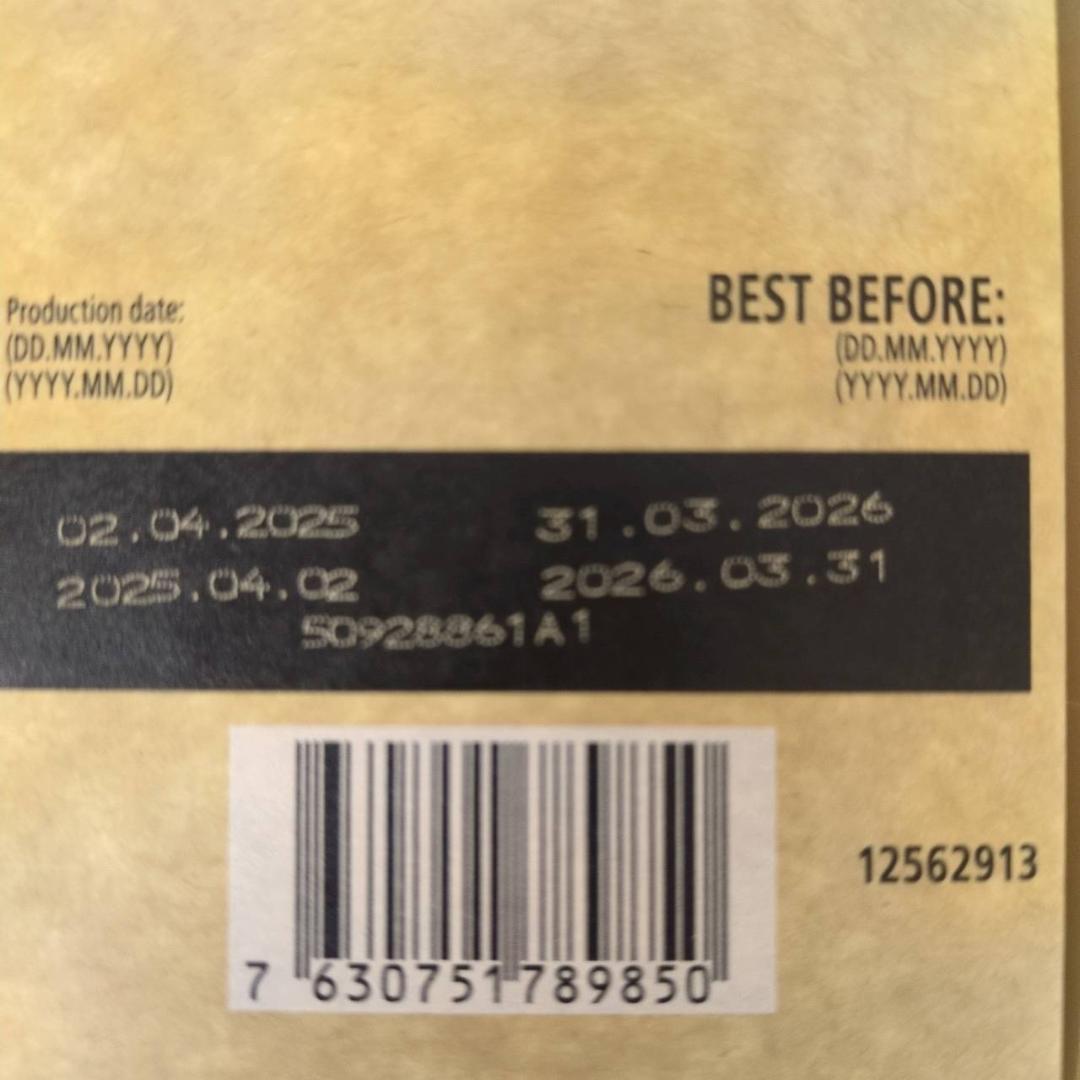 Production date:
(DD.MM.YYYY)
(YYYY.MM.DD)
BEST BEFORE:
(DD.MM.YYYY)
(YYYY.MM.DD)
02.04.2025 31.03.2026
2025.04.02 2026.03.31
50928861A1
12562913
7 630751 789850